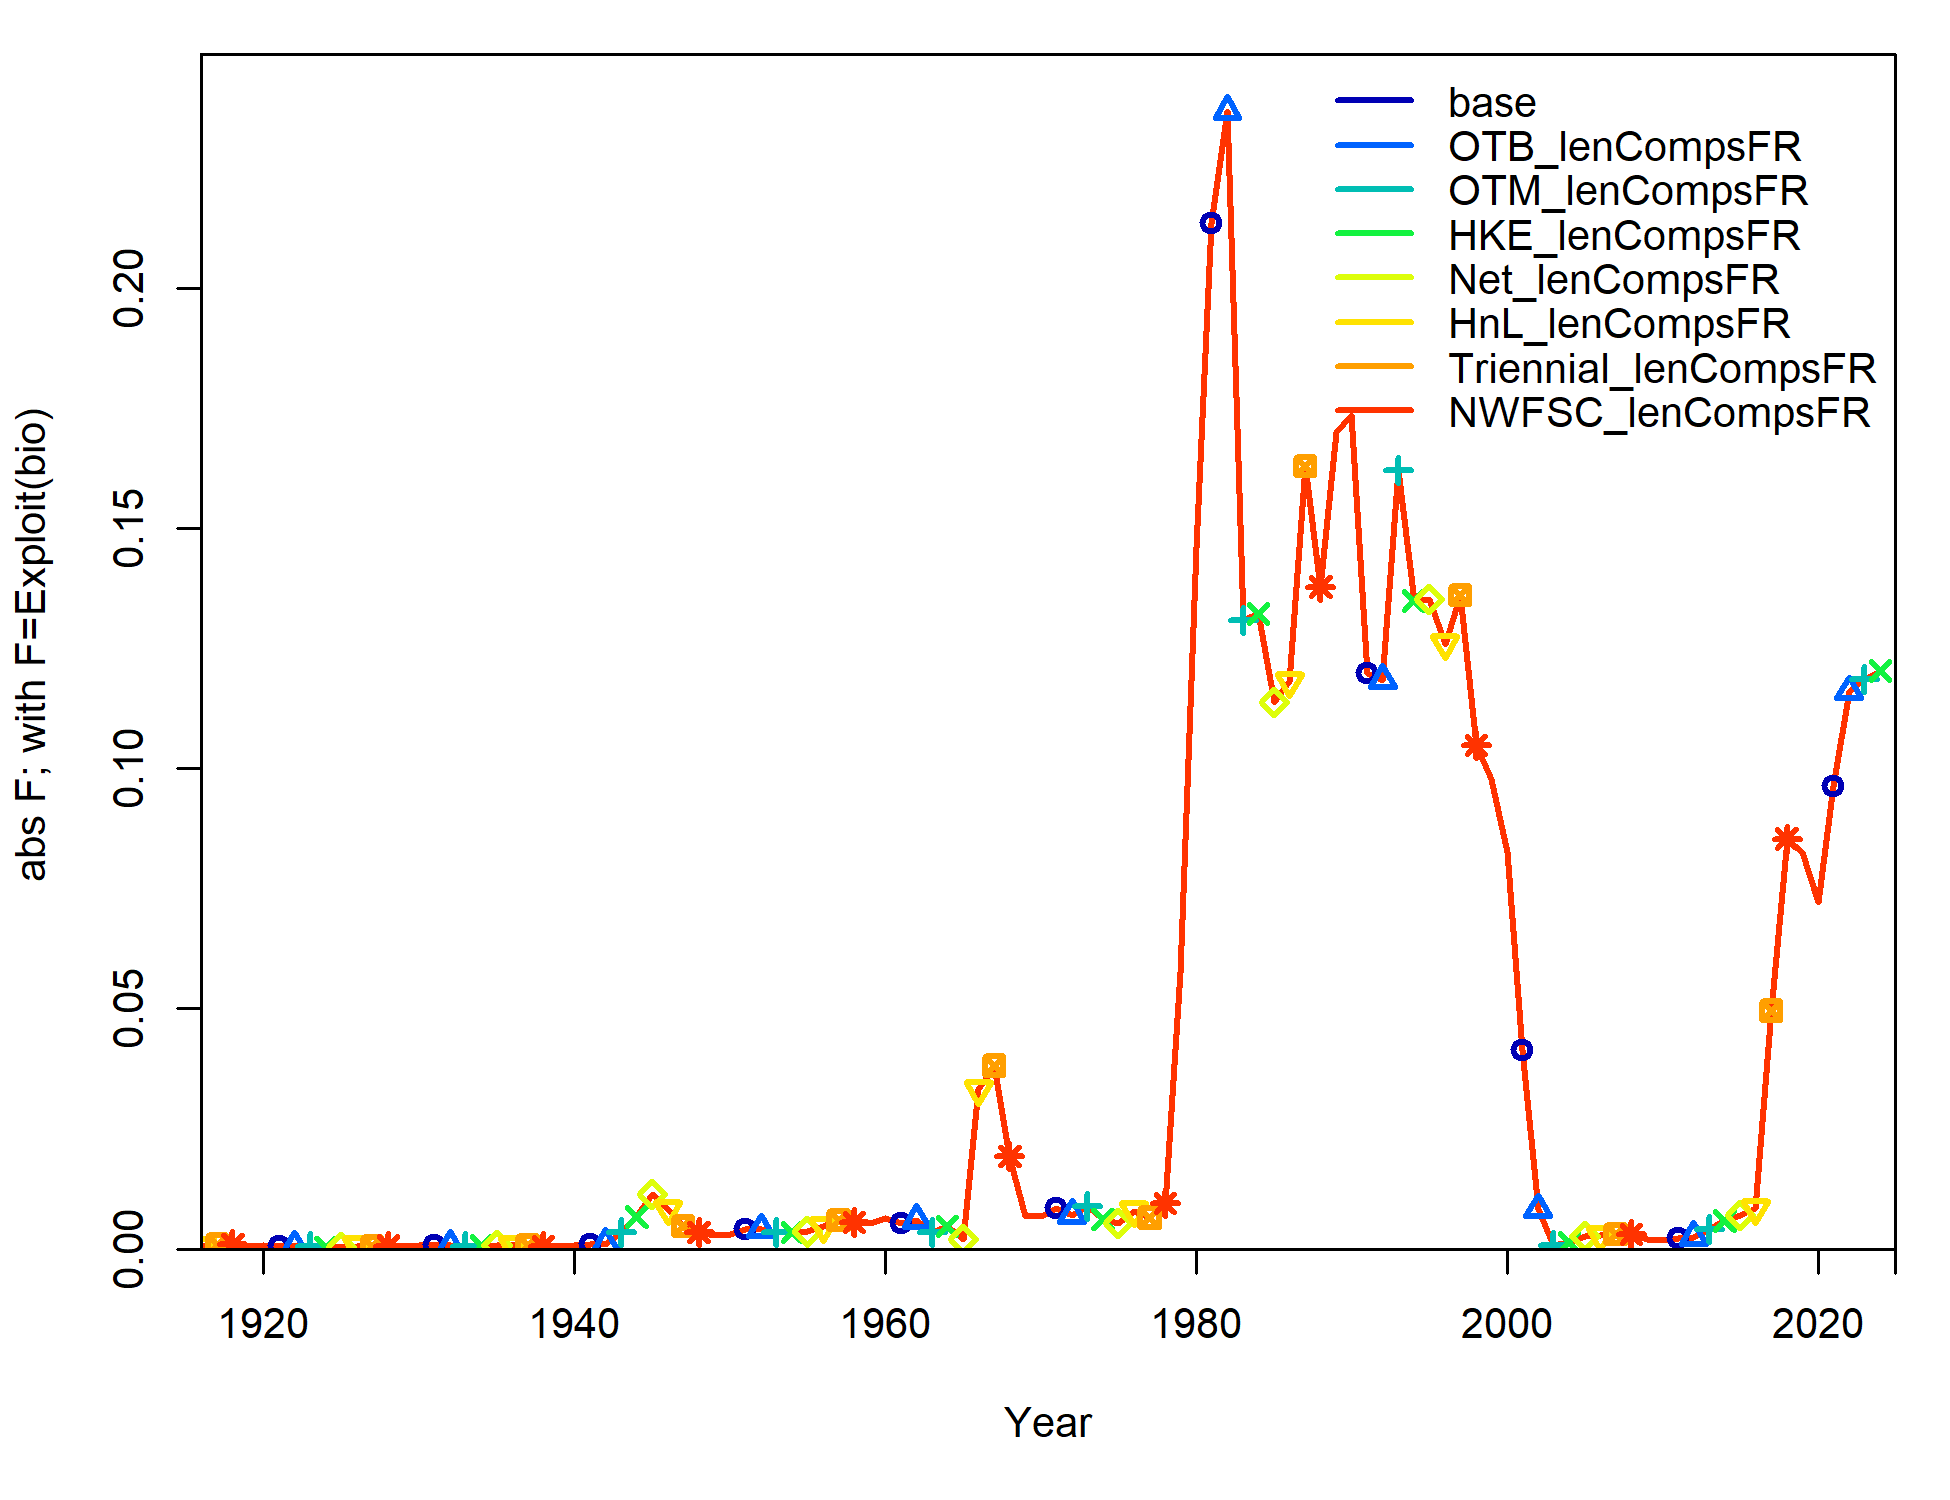 base
OTB_lenCompsFR
OTM_lenCompsFR
HKE_lenCompsFR
Net_lenCompsFR
HnL_lenCompsFR
Triennial_lenCompsFR
NWFSC_lenCompsFR
abs F; with F=Exploit(bio)
0.20
0.15
0.10
0.05
0.00
1920 1940 1960 1980 2000 2020
Year